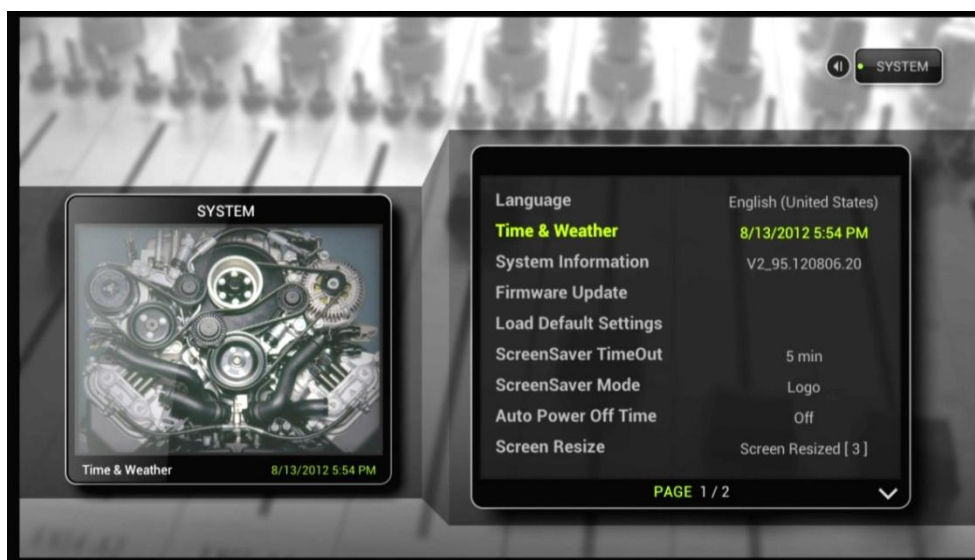 SYSTEM
SYSTEM
Time & Weather 8/13/2012 5:54 PM
Language English (United States)
Time & Weather 8/13/2012 5:54 PM
System Information V2_95.120806.20
Firmware Update
Load Default Settings
ScreenSaver TimeOut 5 min
ScreenSaver Mode Logo
Auto Power Off Time Off
Screen Resize Screen Resized [ 3 ]
PAGE 1 / 2